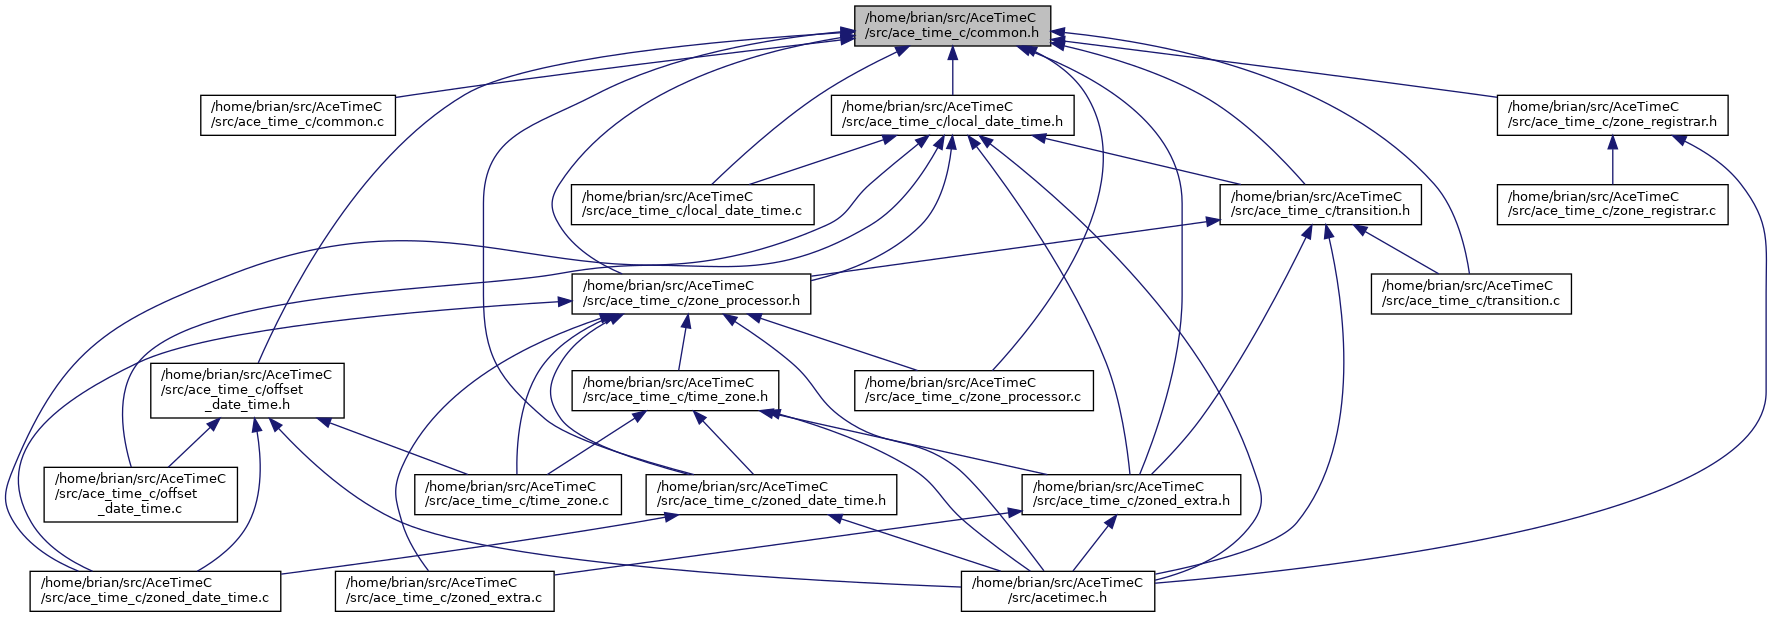 /home/brian/src/AceTimeC
/src/ace_time_c/common.h
/home/brian/src/AceTimeC
/src/ace_time_c/common.c
/home/brian/src/AceTimeC
/src/ace_time_c/local_date_time.h
/home/brian/src/AceTimeC
/src/ace_time_c/zone_registrar.h
/home/brian/src/AceTimeC
/src/ace_time_c/local_date_time.c
/home/brian/src/AceTimeC
/src/ace_time_c/transition.h
/home/brian/src/AceTimeC
/src/ace_time_c/zone_registrar.c
/home/brian/src/AceTimeC
/src/ace_time_c/zone_processor.h
/home/brian/src/AceTimeC
/src/ace_time_c/transition.c
/home/brian/src/AceTimeC
/src/ace_time_c/offset
_date_time.h
/home/brian/src/AceTimeC
/src/ace_time_c/time_zone.h
/home/brian/src/AceTimeC
/src/ace_time_c/zone_processor.c
/home/brian/src/AceTimeC
/src/ace_time_c/offset
_date_time.c
/home/brian/src/AceTimeC
/src/ace_time_c/time_zone.c
/home/brian/src/AceTimeC
/src/ace_time_c/zoned_date_time.h
/home/brian/src/AceTimeC
/src/ace_time_c/zoned_extra.h
/home/brian/src/AceTimeC
/src/ace_time_c/zoned_date_time.c
/home/brian/src/AceTimeC
/src/ace_time_c/zoned_extra.c
/home/brian/src/AceTimeC
/src/acetimec.h